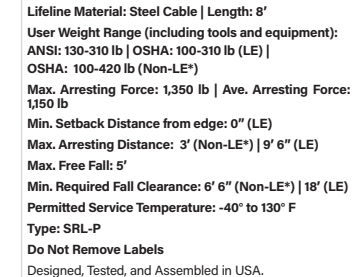 Lifeline Material: Steel Cable | Length: 8′
User Weight Range (including tools and equipment):
ANSI: 130-310 lb | OSHA: 100-310 lb (LE) |
OSHA: 100-420 lb (Non-LE*)
Max. Arresting Force: 1,350 lb | Ave. Arresting Force:
1,150 lb
Min. Setback Distance from edge: 0″ (LE)
Max. Arresting Distance: 3′ (Non-LE*) | 9′ 6″ (LE)
Max. Free Fall: 5′
Min. Required Fall Clearance: 6′ 6″ (Non-LE*) | 18′ (LE)
Permitted Service Temperature: -40° to 130° F
Type: SRL-P
Do Not Remove Labels
Designed, Tested, and Assembled in USA.